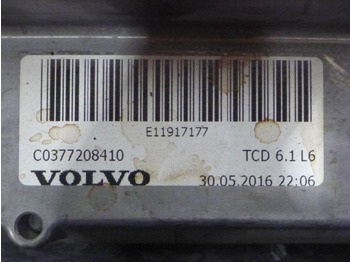 E11917177
C0377208410 TCD 6.1 L6
VOLVO 30.05.2016 22:06